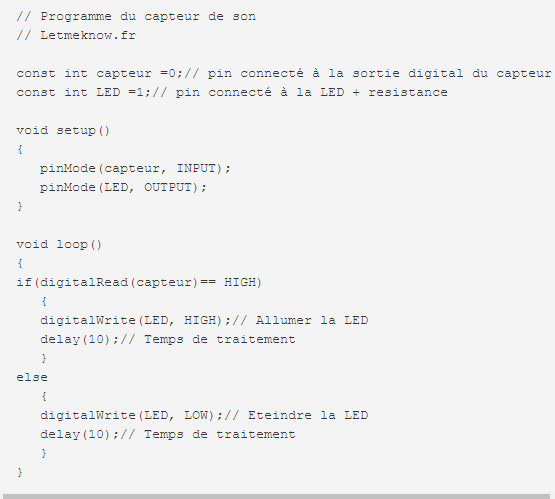 // Programme du capteur de son
// Letmeknow.fr
const int capteur =0;// pin connecté à la sortie digital du capteur
const int LED =1;// pin connecté à la LED + resistance
void setup()
{
pinMode(capteur, INPUT);
pinMode(LED, OUTPUT);
}
void loop()
{
if(digitalRead(capteur)== HIGH)
{
digitalWrite(LED, HIGH);// Allumer la LED
delay(10);// Temps de traitement
}
else
{
digitalWrite(LED, LOW);// Eteindre la LED
delay(10);// Temps de traitement
}
}